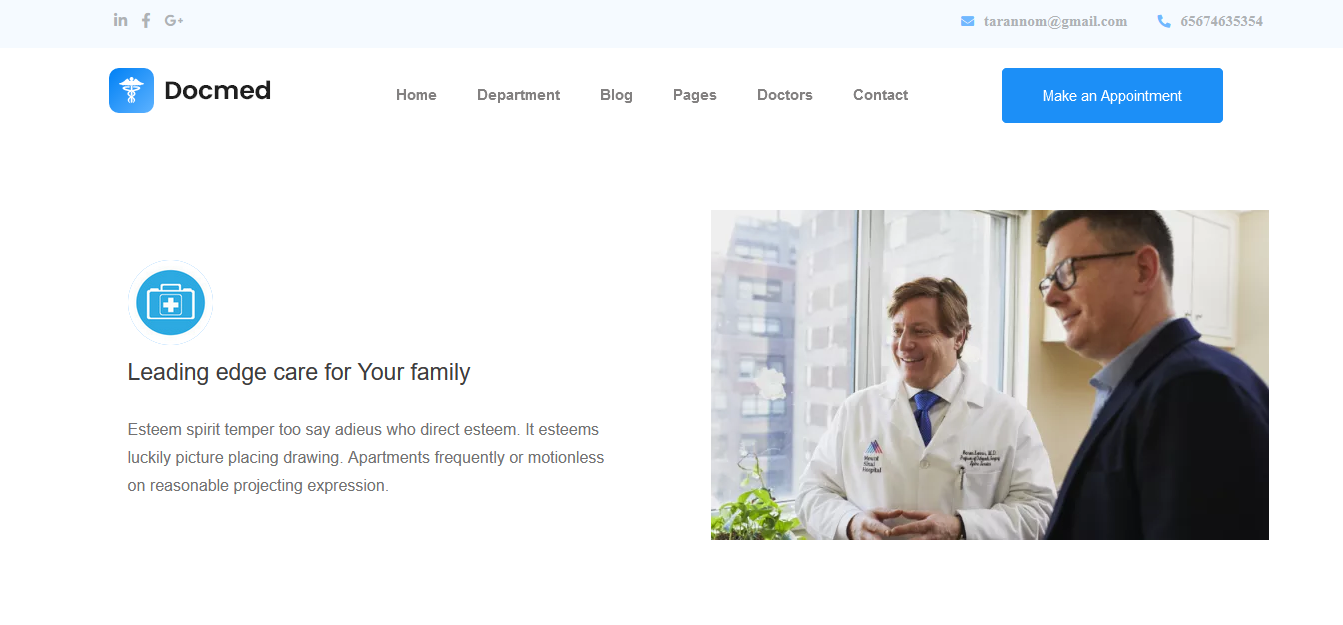 tarannom@gmail.com 65674635354
Docmed
Home Department Blog Pages Doctors Contact
Make an Appointment
Leading edge care for Your family
Esteem spirit temper too say adieus who direct esteem. It esteems
luckily picture placing drawing. Apartments frequently or motionless
on reasonable projecting expression.
Mount
Sinai
Hospital